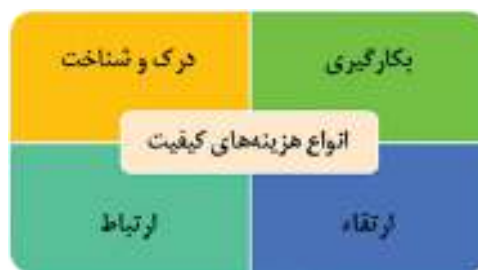 بکارگیری
درک و شناخت
انواع هزینه‌های کیفیت
ارتقاء
ارتباط